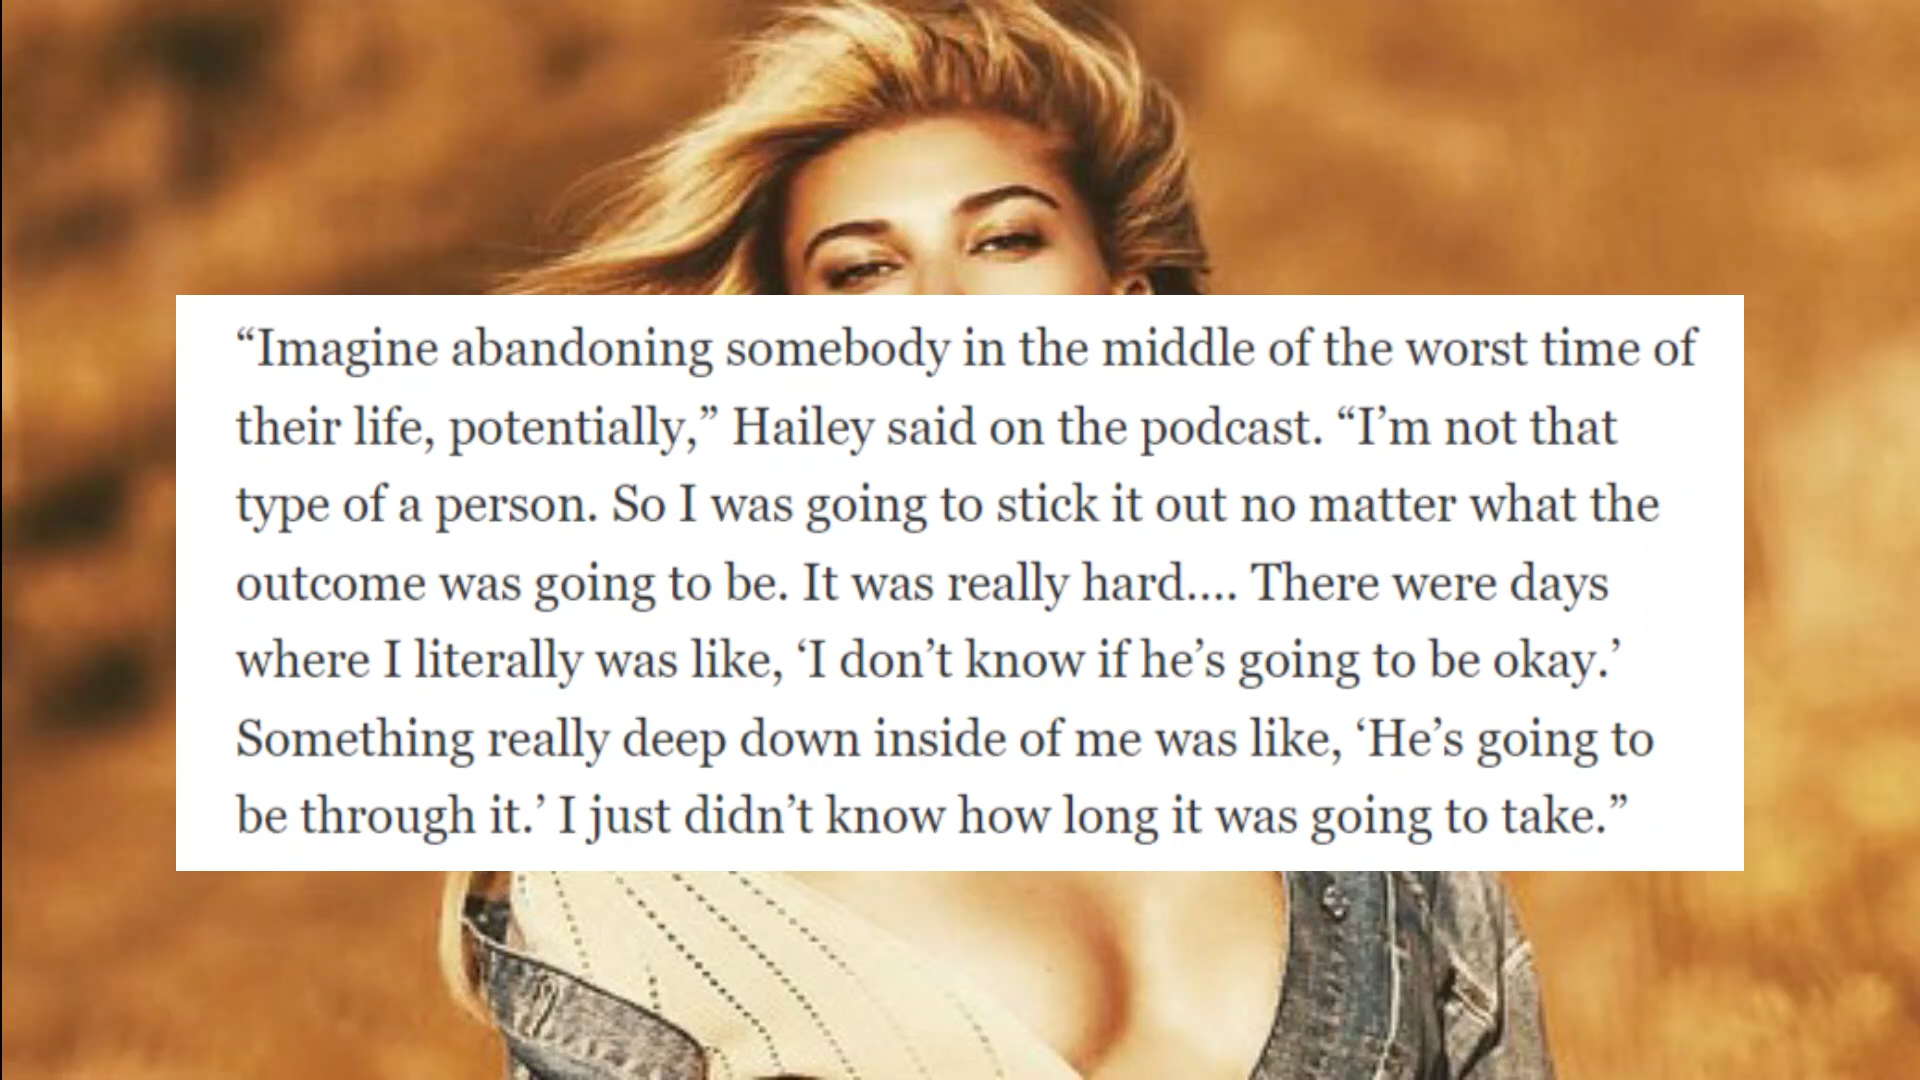 “Imagine abandoning somebody in the middle of the worst time of
their life, potentially,” Hailey said on the podcast. “I’m not that
type of a person. So I was going to stick it out no matter what the
outcome was going to be. It was really hard.... There were days
where I literally was like, ‘I don’t know if he’s going to be okay.’
Something really deep down inside of me was like, ‘He’s going to
be through it.’ I just didn’t know how long it was going to take.”